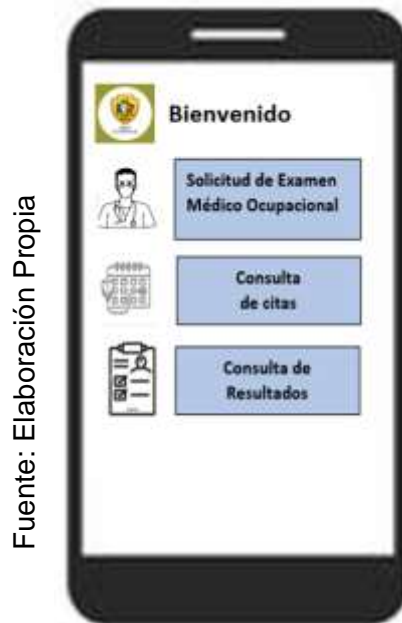 Bienvenido
Solicitud de Examen
Médico Ocupacional
Consulta
de citas
Consulta de
Resultados
Fuente: Elaboración Propia